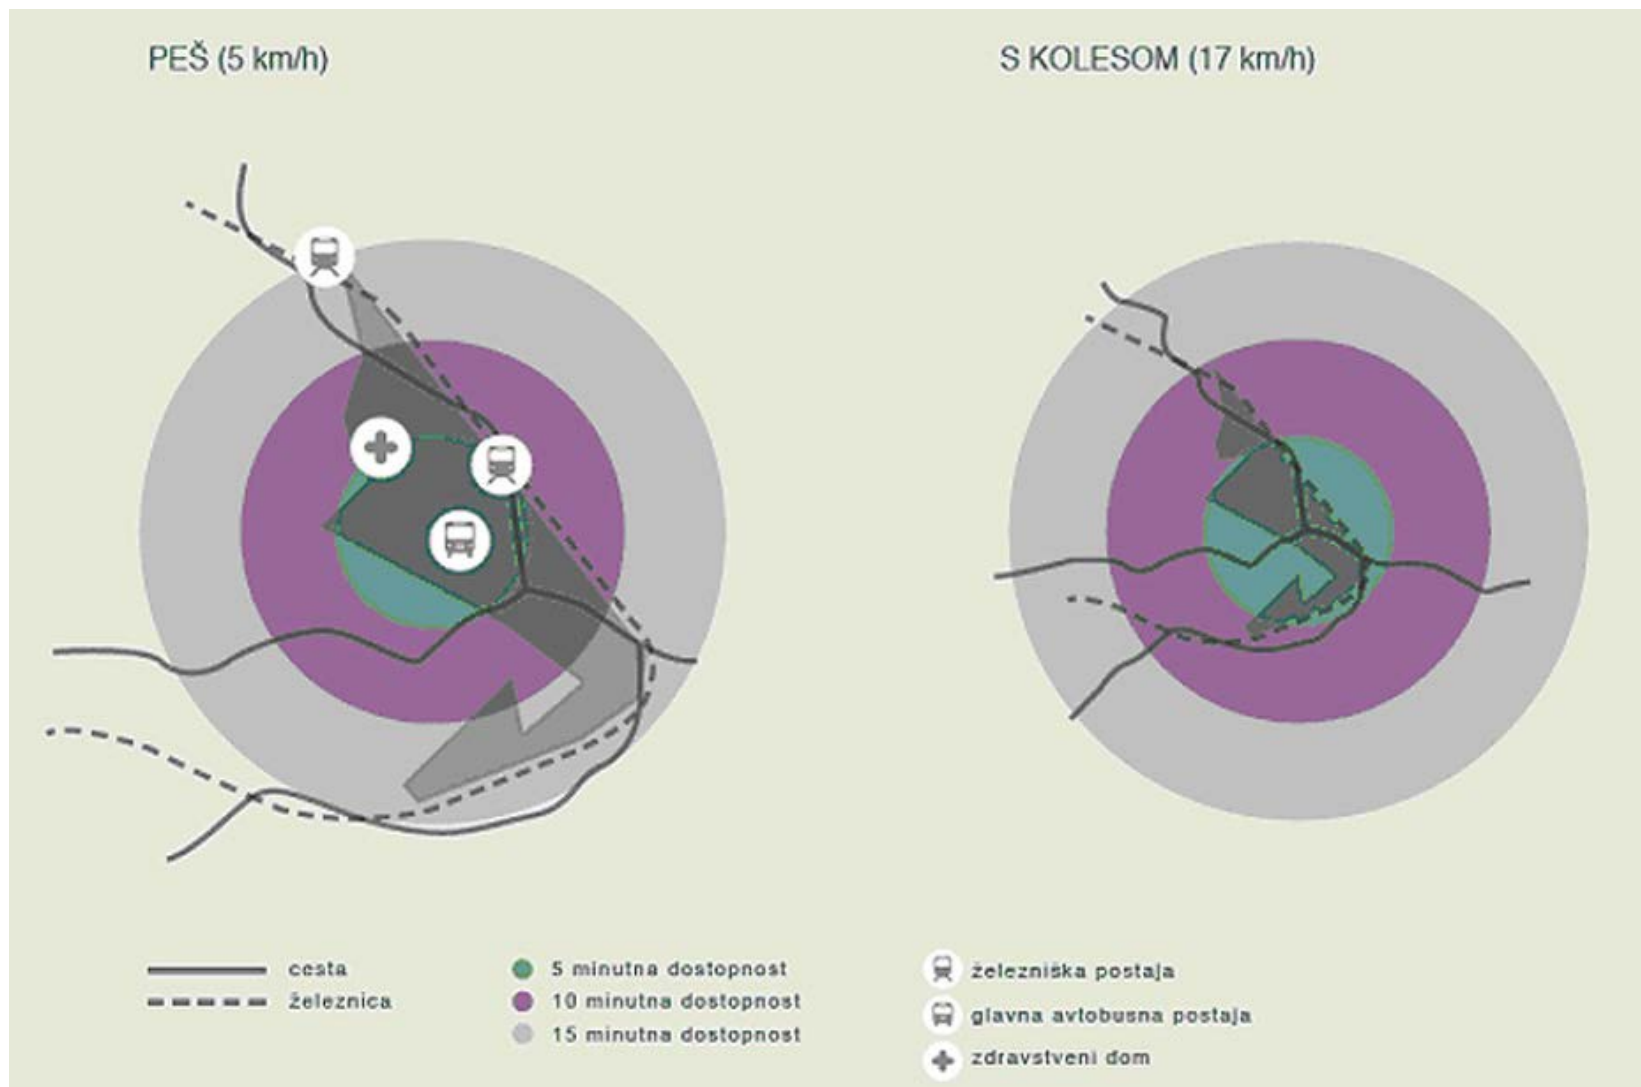 PEŠ (5 km/h)
S KOLESOM (17 km/h)
cesta
železnica
5 minutna dostopnost
10 minutna dostopnost
15 minutna dostopnost
železniška postaja
glavna avtobusna postaja
zdravstveni dom